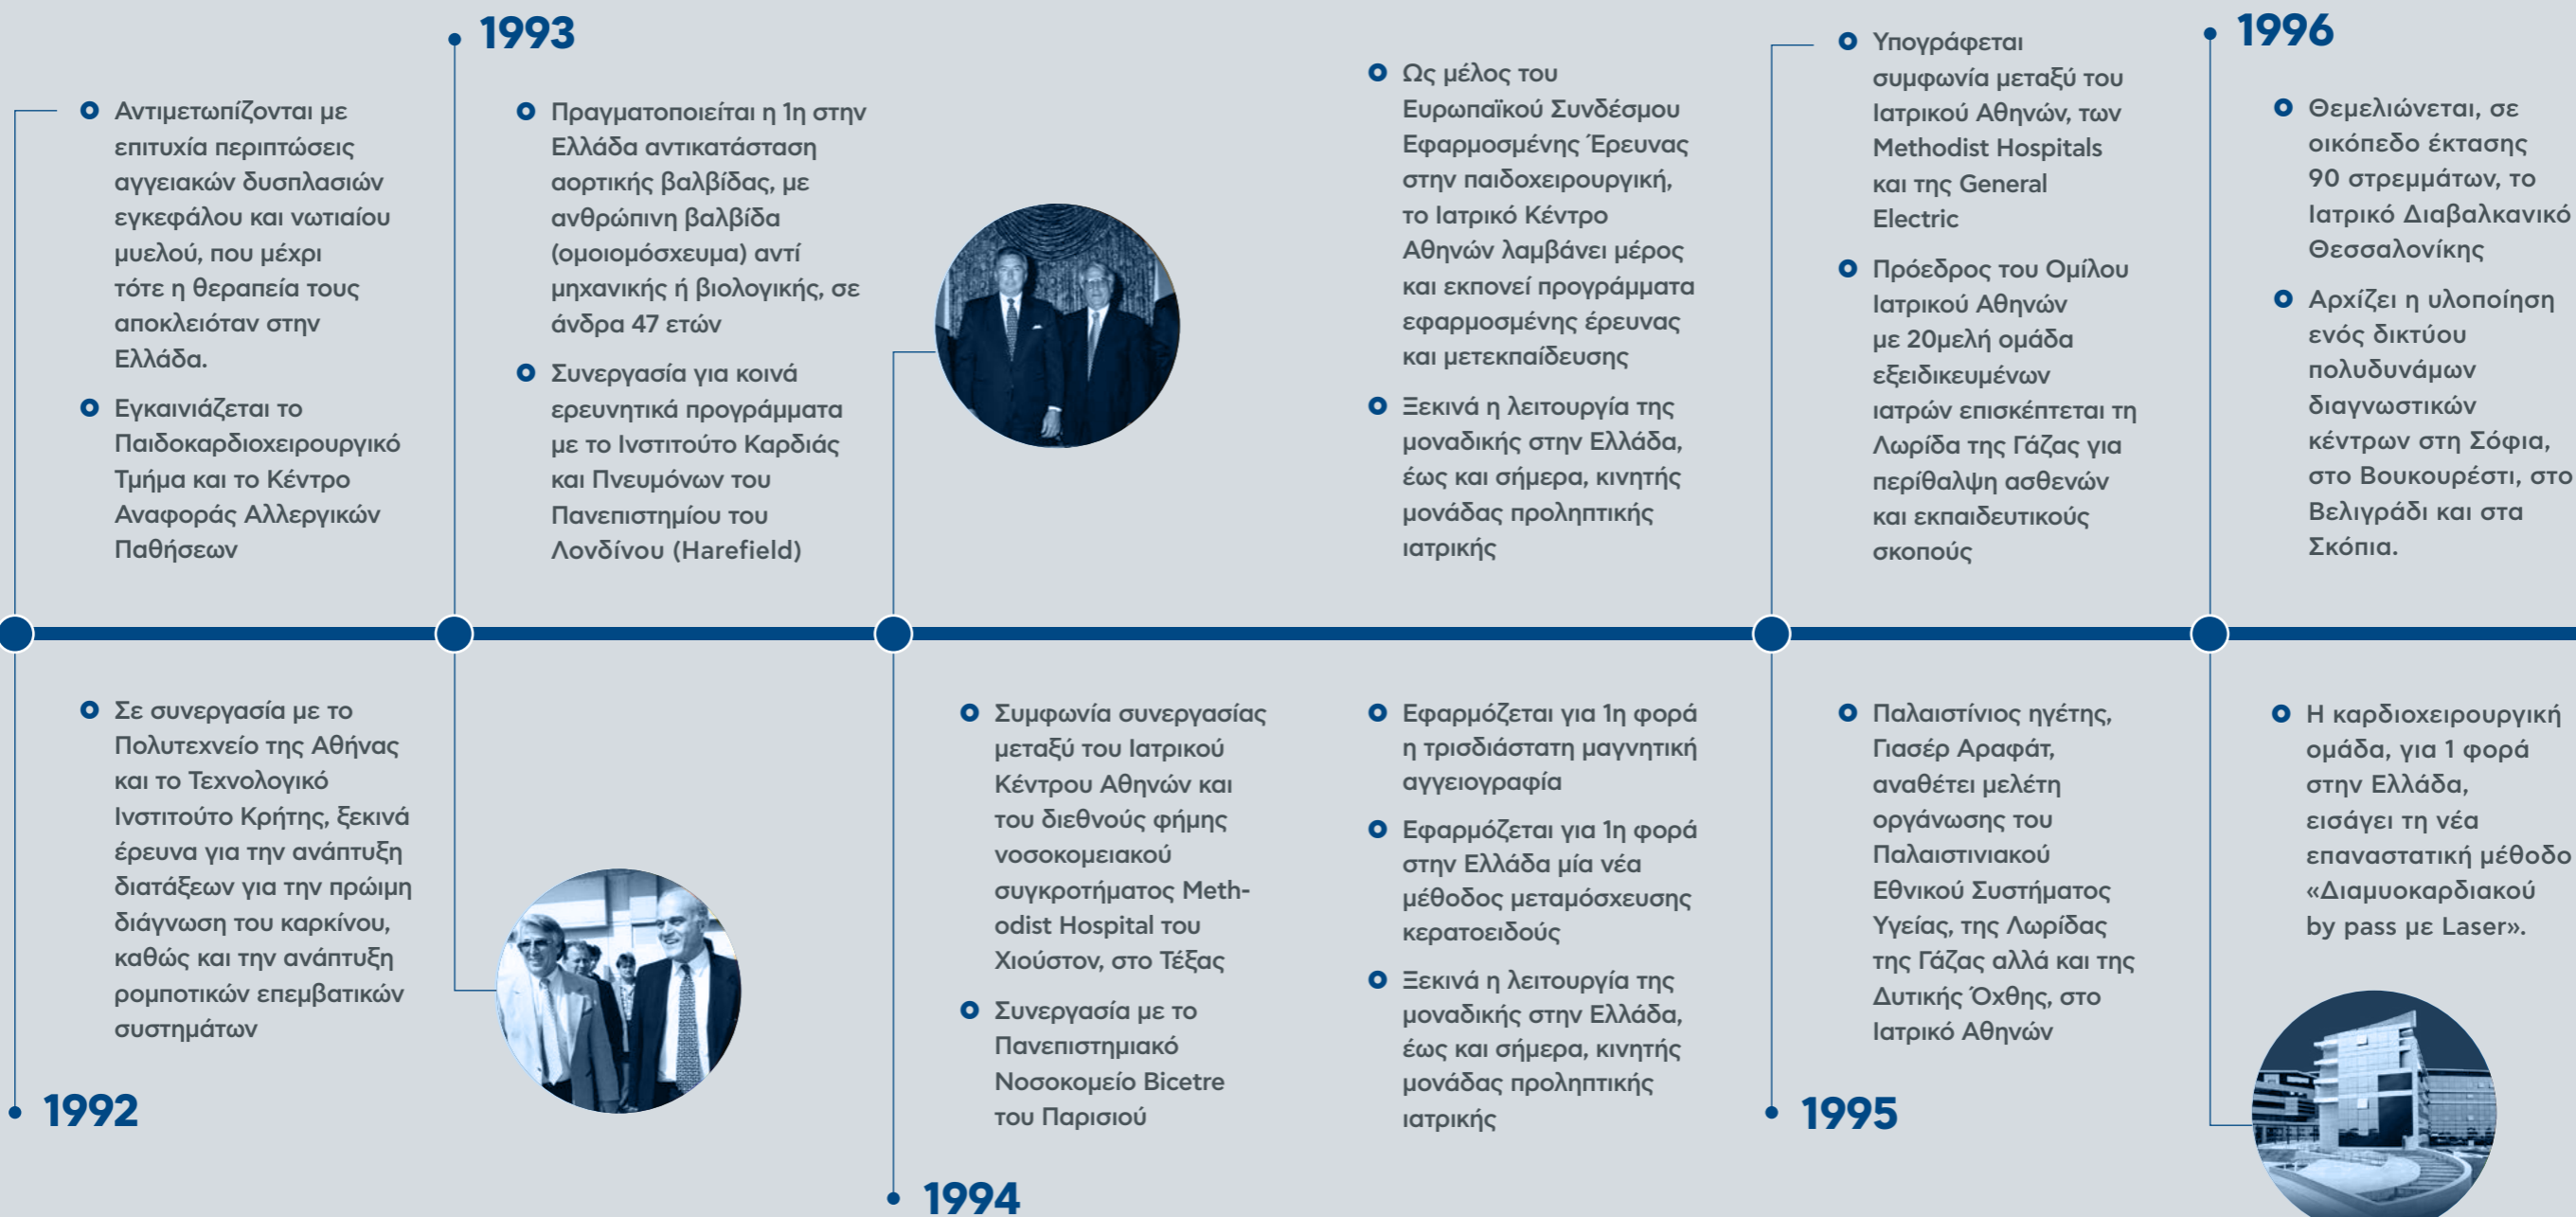 Αντιμετωπίζονται με
επιτυχία περιπτώσεις
αγγειακών δυσπλασιών
εγκεφάλου και νωτιαίου
μυελού, που μέχρι
τότε η θεραπεία τους
αποκλειόταν στην
Ελλάδα.
Εγκαινιάζεται το
Παιδοκαρδιοχειρουργικό
Τμήμα και το Κέντρο
Αναφοράς Αλλεργικών
Παθήσεων
Σε συνεργασία με το
Πολυτεχνείο της Αθήνας
και το Τεχνολογικό
Ινστιτούτο Κρήτης, ξεκινά
έρευνα για την ανάπτυξη
διατάξεων για την πρώιμη
διάγνωση του καρκίνου,
καθώς και την ανάπτυξη
ρομποτικών επεμβατικών
συστημάτων
1992
1993
Πραγματοποιείται η 1η στην
Ελλάδα αντικατάσταση
αορτικής βαλβίδας, με
ανθρώπινη βαλβίδα
(ομοιομόσχευμα) αντί
μηχανικής ή βιολογικής, σε
άνδρα 47 ετών
Συνεργασία για κοινά
ερευνητικά προγράμματα
με το Ινστιτούτο Καρδιάς
και Πνευμόνων του
Πανεπιστημίου του
Λονδίνου (Harefield)
Συμφωνία συνεργασίας
μεταξύ του Ιατρικού
Κέντρου Αθηνών και
του διεθνούς φήμης
νοσοκομειακού
συγκροτήματος Meth-
odist Hospital του
Χιούστον, στο Τέξας
Συνεργασία με το
Πανεπιστημιακό
Νοσοκομείο Bicetre
του Παρισιού
1994
Ως μέλος του
Ευρωπαϊκού Συνδέσμου
Εφαρμοσμένης Έρευνας
στην παιδοχειρουργική,
το Ιατρικό Κέντρο
Αθηνών λαμβάνει μέρος
και εκπονεί προγράμματα
εφαρμοσμένης έρευνας
και μετεκπαίδευσης
Ξεκινά η λειτουργία της
μοναδικής στην Ελλάδα,
έως και σήμερα, κινητής
μονάδας προληπτικής
ιατρικής
Εφαρμόζεται για 1η φορά
η τρισδιάστατη μαγνητική
αγγειογραφία
Εφαρμόζεται για 1η φορά
στην Ελλάδα μία νέα
μέθοδος μεταμόσχευσης
κερατοειδούς
Ξεκινά η λειτουργία της
μοναδικής στην Ελλάδα,
έως και σήμερα, κινητής
μονάδας προληπτικής
ιατρικής
Υπογράφεται
συμφωνία μεταξύ του
Ιατρικού Αθηνών, των
Methodist Hospitals
και της General
Electric
Πρόεδρος του Ομίλου
Ιατρικού Αθηνών
με 20μελή ομάδα
εξειδικευμένων
ιατρών επισκέπτεται τη
Λωρίδα της Γάζας για
περίθαλψη ασθενών
και εκπαιδευτικούς
σκοπούς
Παλαιστίνιος ηγέτης,
Γιασέρ Αραφάτ,
αναθέτει μελέτη
οργάνωσης του
Παλαιστινιακού
Εθνικού Συστήματος
Υγείας, της Λωρίδας
της Γάζας αλλά και της
Δυτικής Όχθης, στο
Ιατρικό Αθηνών
1995
1996
Θεμελιώνεται, σε
οικόπεδο έκτασης
90 στρεμμάτων, το
Ιατρικό Διαβαλκανικό
Θεσσαλονίκης
Αρχίζει η υλοποίηση
ενός δικτύου
πολυδυνάμων
διαγνωστικών
κέντρων στη Σόφια,
στο Βουκουρέστι, στο
Βελιγράδι και στα
Σκόπια.
Η καρδιοχειρουργική
ομάδα, για 1 φορά
στην Ελλάδα,
εισάγει τη νέα
επαναστατική μέθοδο
«Διαμυοκαρδιακού
by pass με Laser».